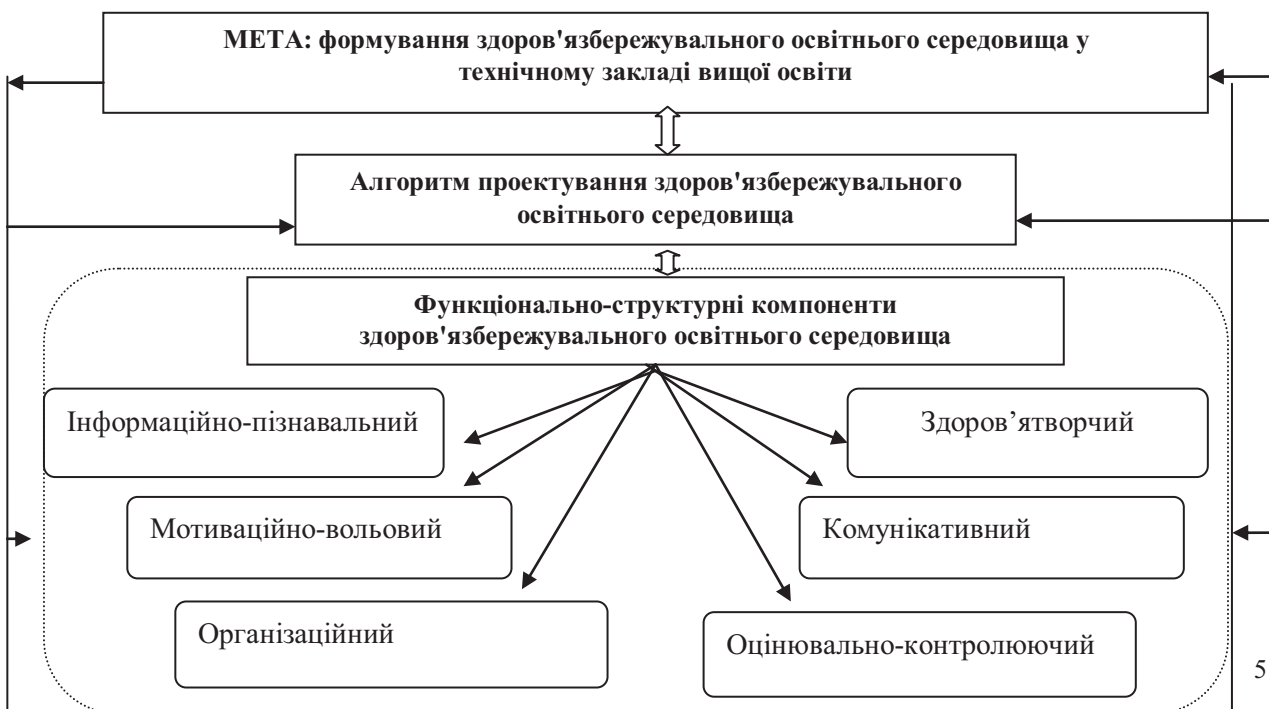 МЕТА: формування здоров'язбережувального освітнього середовища у
технічному закладі вищої освіти
Алгоритм проектування здоров'язбережувального
освітнього середовища
Функціонально-структурні компоненти
здоров'язбережувального освітнього середовища
Інформаційно-пізнавальний
Здоров’ятворчий
Мотиваційно-вольовий
Комунікативний
Організаційний
Оцінювально-контролюючий
5